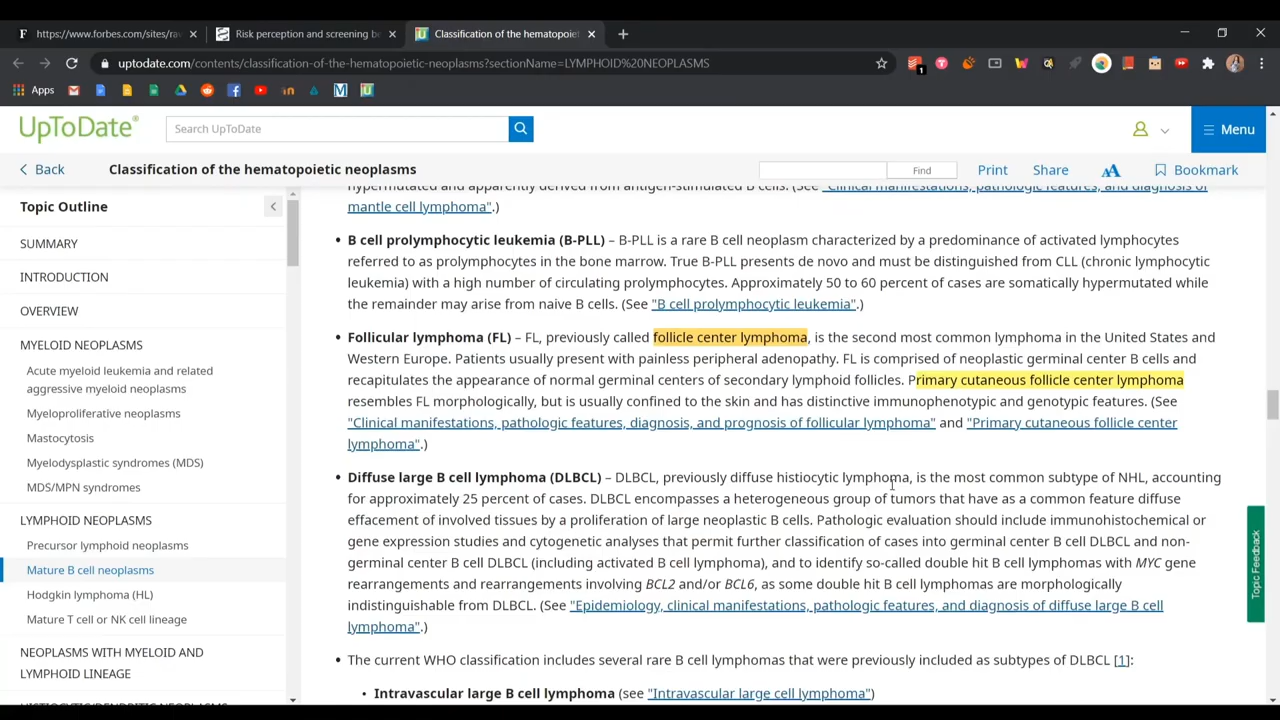 https://www.forbes.com/sites/ra
Risk perception and screening be
Classification of the hematopoiet
uptodate.com/contents/classification-of-the-hematopoietic-neoplasms?sectionName=LYMPHOID%20NEOPLASMS
1
Apps
UpToDate®
Search UpToDate
Menu
Back
Classification of the hematopoietic neoplasms
Find
Print
Share
AA
Bookmark
Topic Outline
SUMMARY
INTRODUCTION
OVERVIEW
MYELOID NEOPLASMS
Acute myeloid leukemia and related
aggressive myeloid neoplasms
Myeloproliferative neoplasms
Mastocytosis
Myelodysplastic syndromes (MDS)
MDS/MPN syndromes
LYMPHOID NEOPLASMS
Precursor lymphoid neoplasms
Mature B cell neoplasms
Hodgkin lymphoma (HL)
Mature T cell or NK cell lineage
NEOPLASMS WITH MYELOID AND
LYMPHOID LINEAGE
HISTIOCYTIC/DENDRITIC NEOPLASMS
hypermutated and apparently derived from antigen-stimulated B cells. (See "Clinical manifestations, pathologic features, and diagnosis of
mantle cell lymphoma".)
• B cell prolymphocytic leukemia (B-PLL) – B-PLL is a rare B cell neoplasm characterized by a predominance of activated lymphocytes
referred to as prolymphocytes in the bone marrow. True B-PLL presents de novo and must be distinguished from CLL (chronic lymphocytic
leukemia) with a high number of circulating prolymphocytes. Approximately 50 to 60 percent of cases are somatically hypermutated while
the remainder may arise from naive B cells. (See "B cell prolymphocytic leukemia".)
• Follicular lymphoma (FL) – FL, previously called follicle center lymphoma, is the second most common lymphoma in the United States and
Western Europe. Patients usually present with painless peripheral adenopathy. FL is comprised of neoplastic germinal center B cells and
recapitulates the appearance of normal germinal centers of secondary lymphoid follicles. Primary cutaneous follicle center lymphoma
resembles FL morphologically, but is usually confined to the skin and has distinctive immunophenotypic and genotypic features. (See
"Clinical manifestations, pathologic features, diagnosis, and prognosis of follicular lymphoma" and "Primary cutaneous follicle center
lymphoma".)
• Diffuse large B cell lymphoma (DLBCL) – DLBCL, previously diffuse histiocytic lymphoma, is the most common subtype of NHL, accounting
for approximately 25 percent of cases. DLBCL encompasses a heterogeneous group of tumors that have as a common feature diffuse
effacement of involved tissues by a proliferation of large neoplastic B cells. Pathologic evaluation should include immunohistochemical or
gene expression studies and cytogenetic analyses that permit further classification of cases into germinal center B cell DLBCL and non-
germinal center B cell DLBCL (including activated B cell lymphoma), and to identify so-called double hit B cell lymphomas with MYC gene
rearrangements and rearrangements involving BCL2 and/or BCL6, as some double hit B cell lymphomas are morphologically
indistinguishable from DLBCL. (See "Epidemiology, clinical manifestations, pathologic features, and diagnosis of diffuse large B cell
lymphoma".)
• The current WHO classification includes several rare B cell lymphomas that were previously included as subtypes of DLBCL [1]:
• Intravascular large B cell lymphoma (see "Intravascular large cell lymphoma")
Topic Feedback